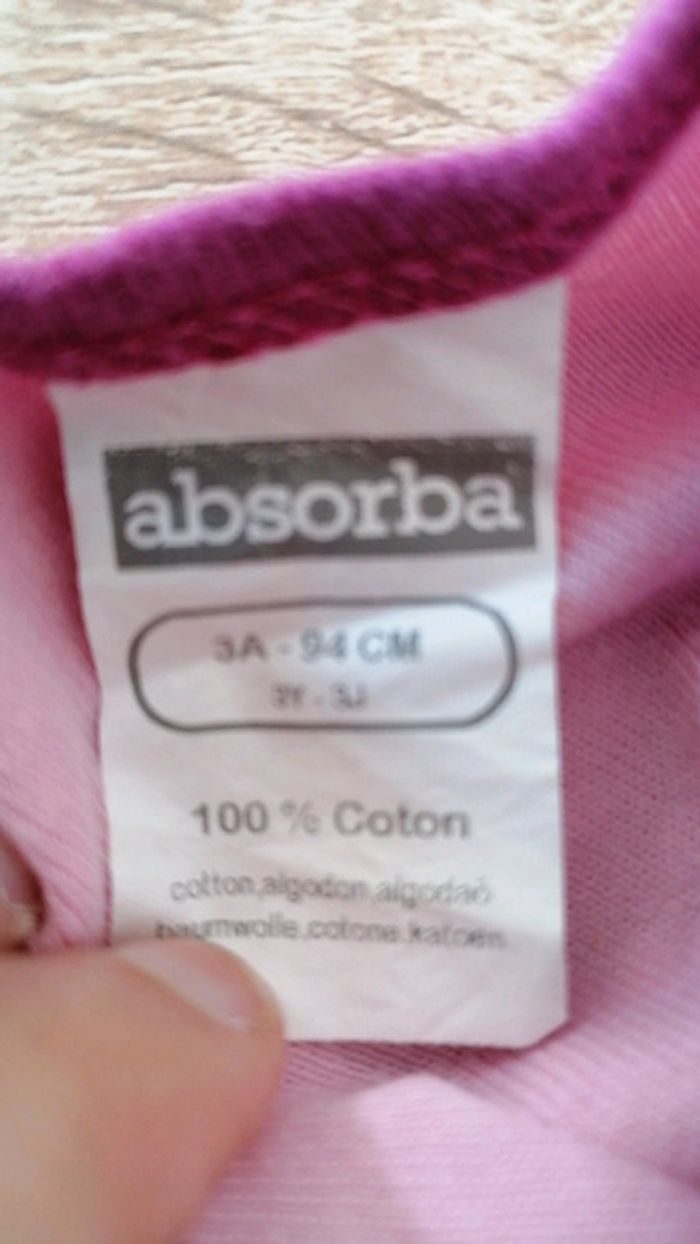 absorba
3A - 94 CM
3Y - 3J
100 % Coton
cotton,algodon,algodaõ
baumwolle,cotone,katoen